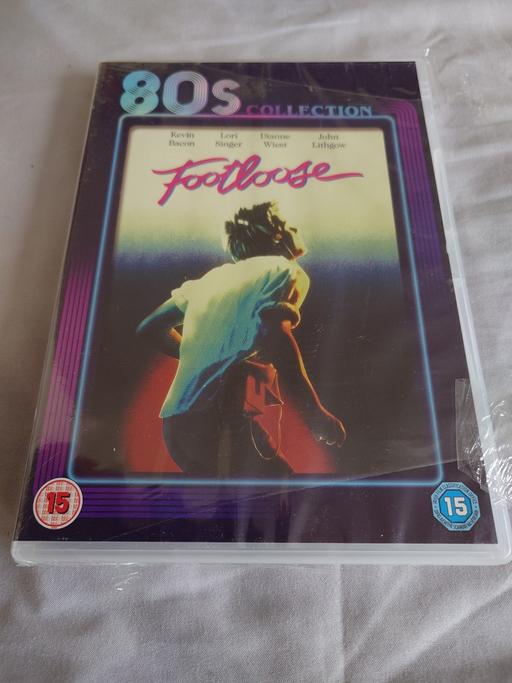 80s COLLECTION
Kevin Bacon Lori Singer Dianne Wiest John Lithgow
Footloose
15
15